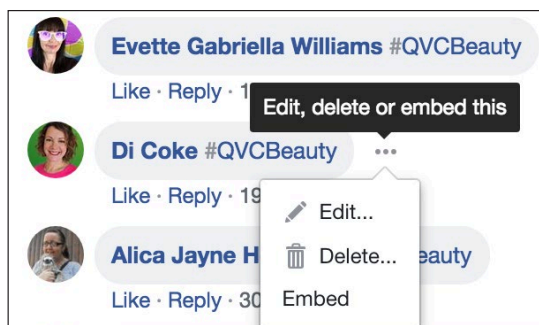 Evette Gabriella Williams #QVCBeauty
Like · Reply · 1
Edit, delete or embed this
Di Coke #QVCBeauty
Like · Reply · 19
Edit...
Alica Jayne H
Delete...
eauty
Like · Reply · 30
Embed